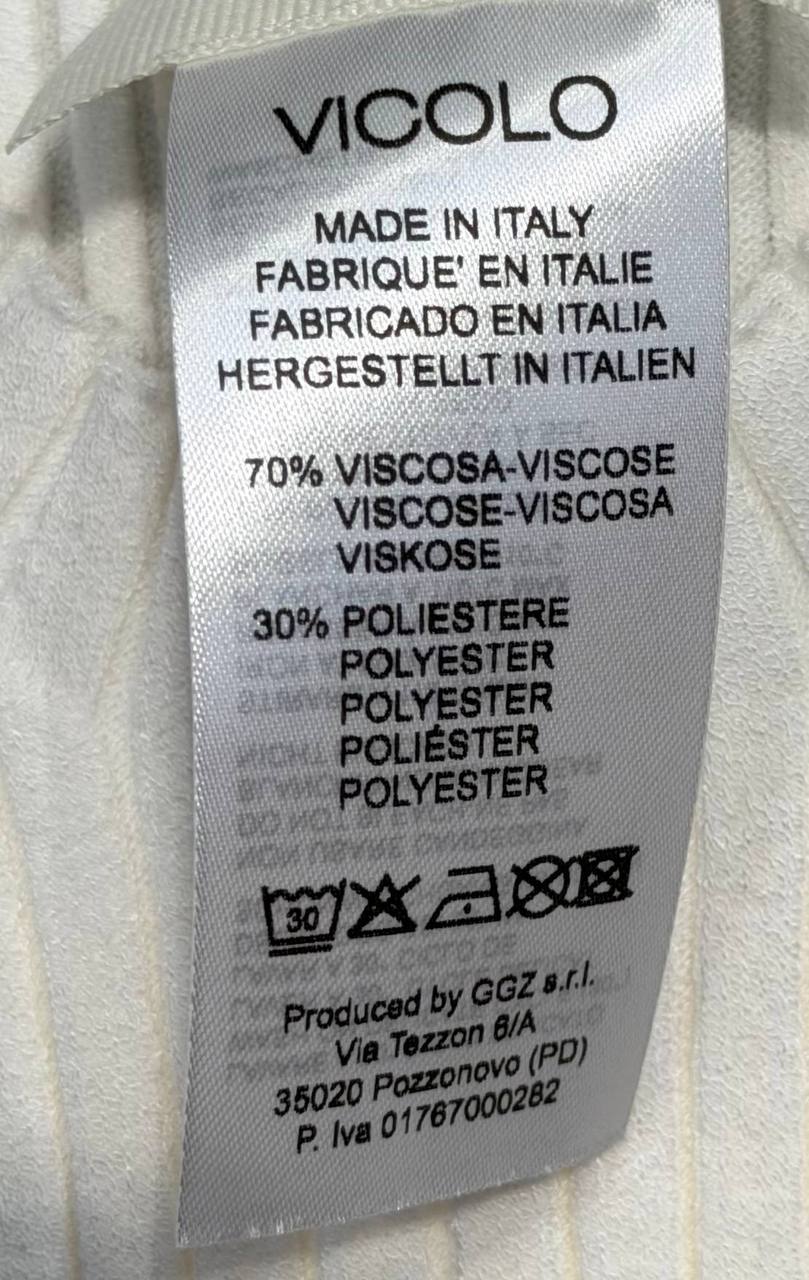 VICOLO
MADE IN ITALY
FABRIQUE' EN ITALIE
FABRICADO EN ITALIA
HERGESTELLT IN ITALIEN
70% VISCOSA-VISCOSE
VISCOSE-VISCOSA
VISKOSE
30% POLIESTERE
POLYESTER
POLYESTER
POLIÉSTER
POLYESTER
30
Produced by GGZ s.r.l.
Via Tezzon 6/A
35020 Pozzonovo (PD)
P. Iva 01767000282